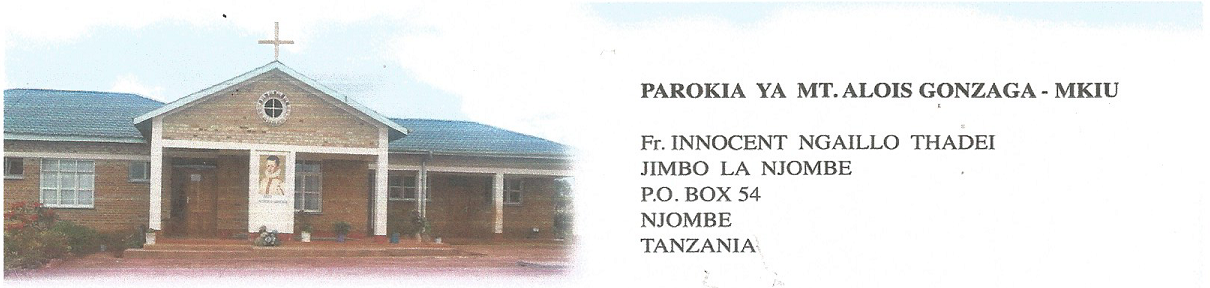 PAROKIA YA MT. ALOIS GONZAGA - MKIU
Fr. INNOCENT NGAILLO THADEI
JIMBO LA NJOMBE
P.O. BOX 54
NJOMBE
TANZANIA